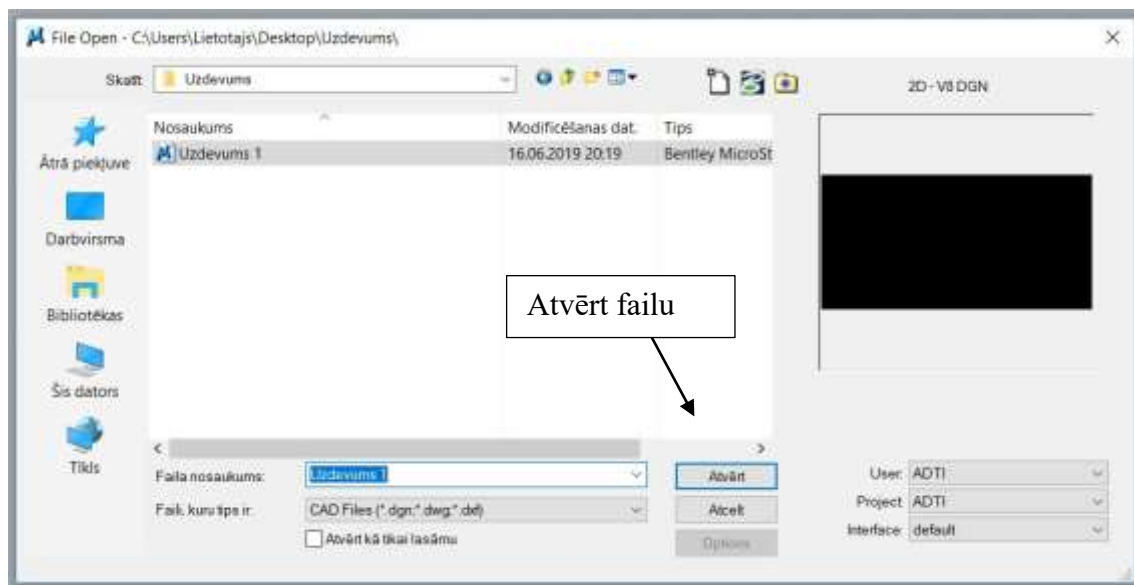 File Open - C:\Users\Lietotajs\Desktop\Uzdevums\
Skatīt: Uzdevums
2D - V8 DGN
Nosaukums Modificēšanas dat. Tips
Uzdevums 1 16.06.2019 20:19 Bentley MicroSt
Ātrā piekļuve
Darbvirsma
Bibliotēkas
Šis dators
Tīkls
Atvērt failu
Faila nosaukums: Uzdevums 1 Atvērt
Faili, kuru tips ir: CAD Files (*.dgn;*.dwg;*.dxf) Atcelt
Atvērt kā tikai lasāmu Options
User: ADTI
Project: ADTI
Interface: default